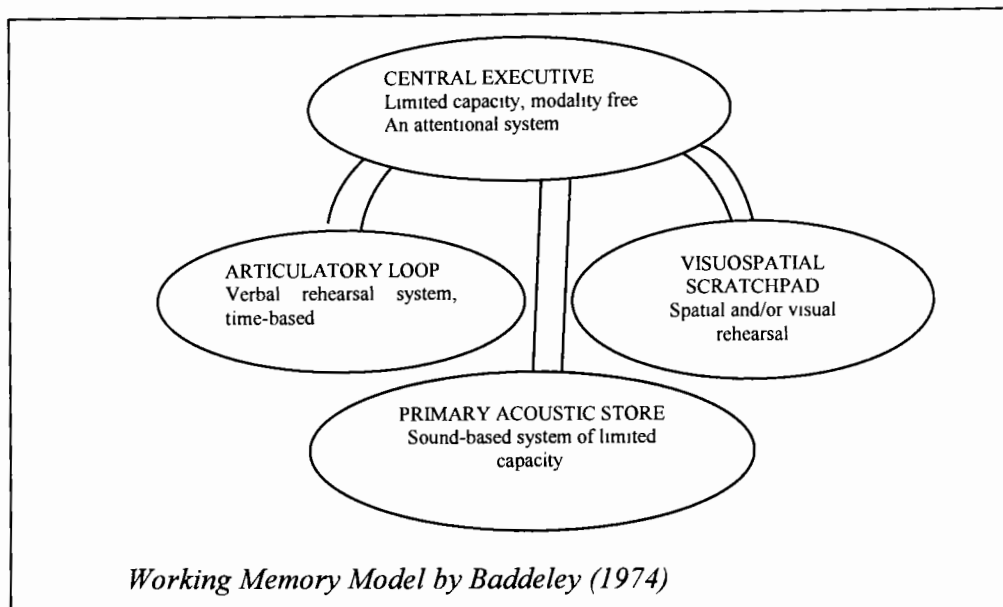 CENTRAL EXECUTIVE
Limited capacity, modality free
An attentional system
ARTICULATORY LOOP
Verbal rehearsal system,
time-based
VISUOSPATIAL
SCRATCHPAD
Spatial and/or visual
rehearsal
PRIMARY ACOUSTIC STORE
Sound-based system of limited
capacity
Working Memory Model by Baddeley (1974)